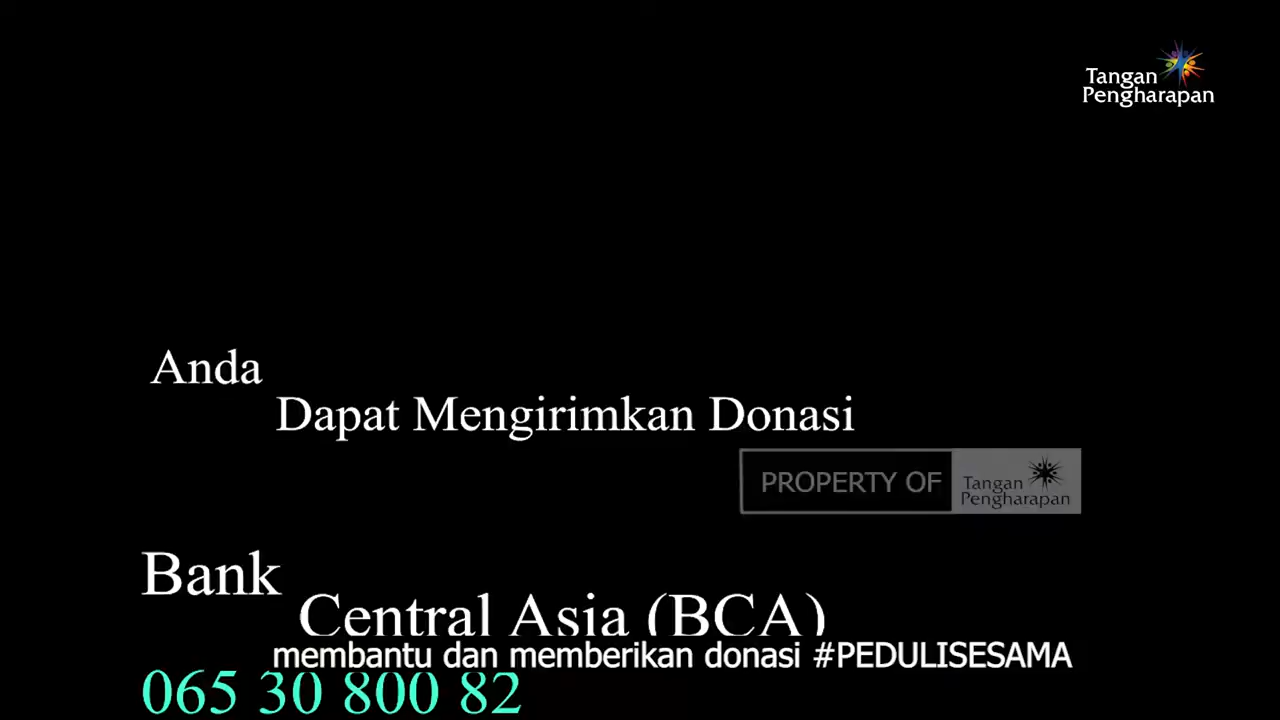 Tangan
Pengharapan
Anda
Dapat Mengirimkan Donasi
PROPERTY OF Tangan
Pengharapan
Bank
Central Asia (BCA)
membantu dan memberikan donasi #PEDULISESAMA
065 30 800 82